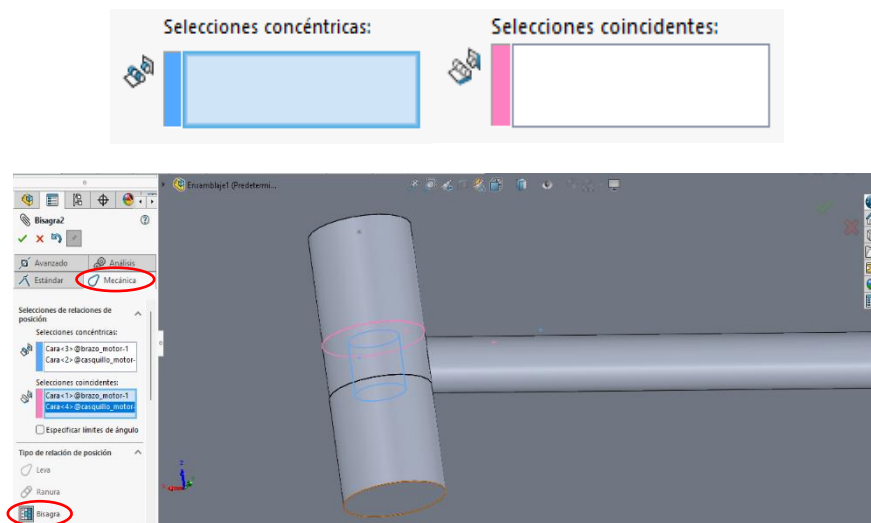 Selecciones concéntricas:
Selecciones coincidentes:
Ensamblaje1 (Predetermi...
Bisagra2
Avanzado
Análisis
Estándar
Mecánica
Selecciones de relaciones de
posición
Selecciones concéntricas:
Cara<3>@brazo_motor-1
Cara<2>@casquillo_motor-
Selecciones coincidentes:
Cara<1>@brazo_motor-1
Cara<4>@casquillo_motor-
Especificar límites de ángulo
Tipo de relación de posición
Leva
Ranura
Bisagra